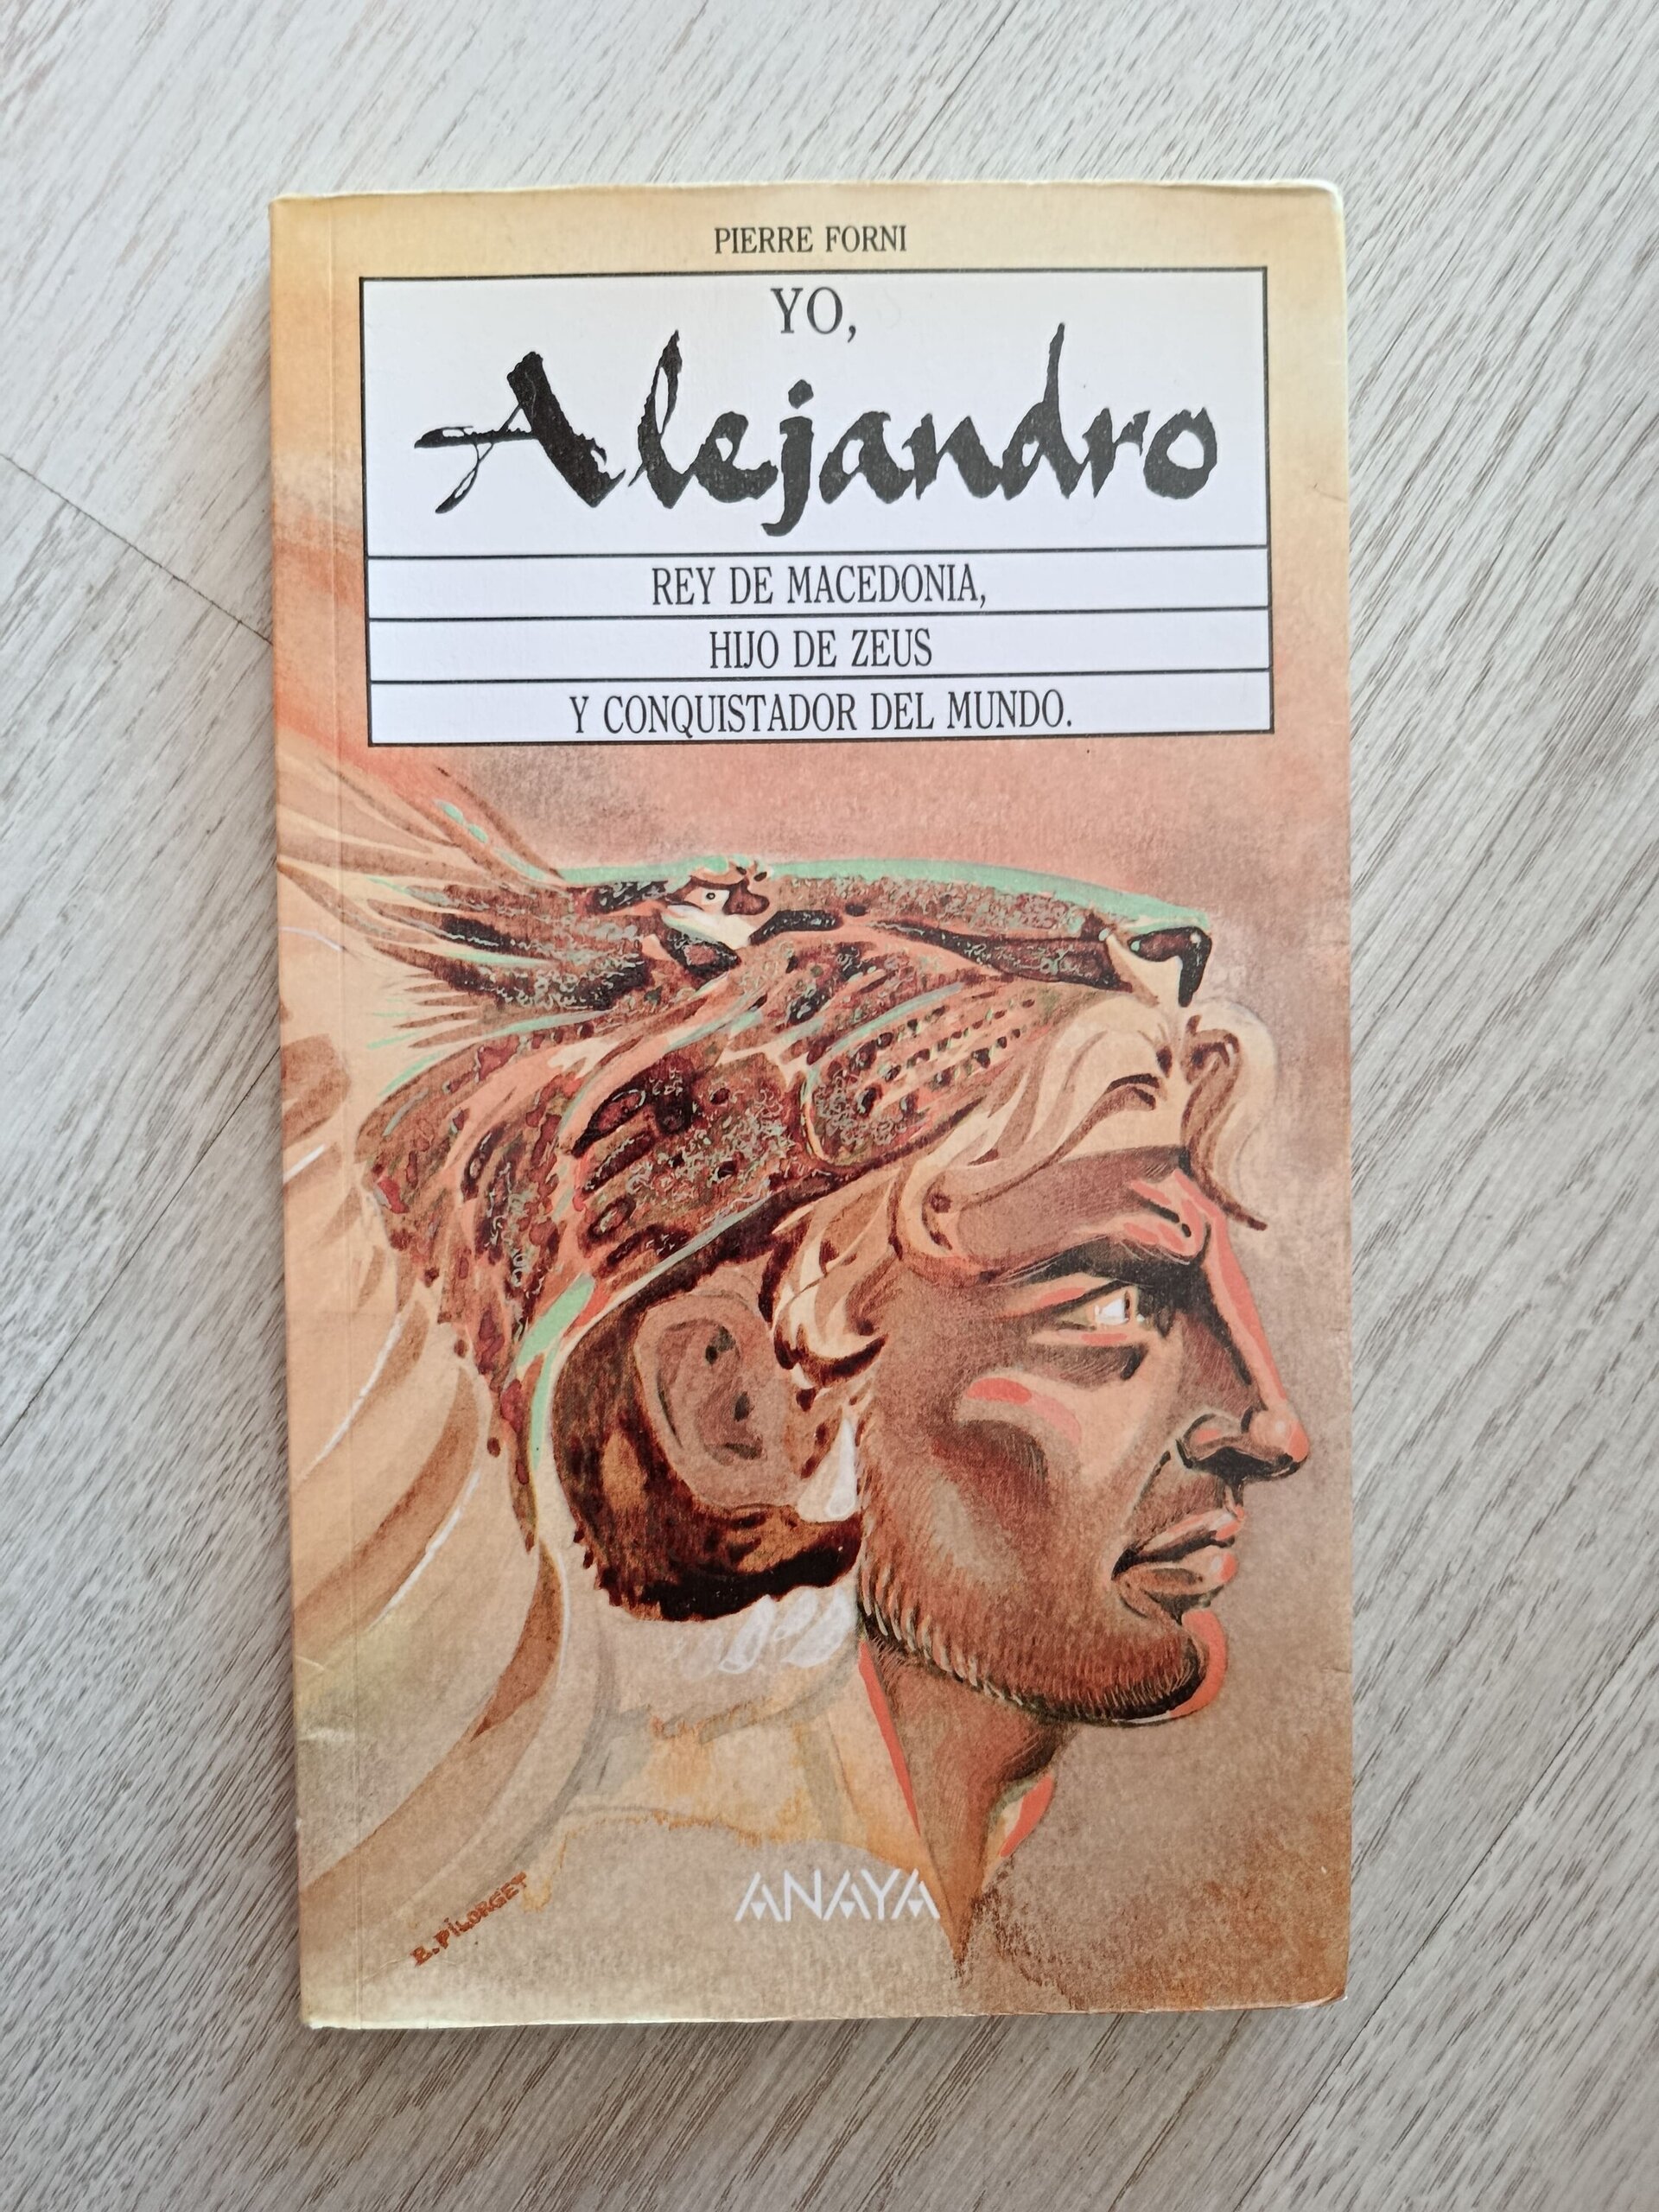 PIERRE FORNI
YO,
Alejandro
REY DE MACEDONIA,
HIJO DE ZEUS
Y CONQUISTADOR DEL MUNDO.
ANAYA
B. PILORGET